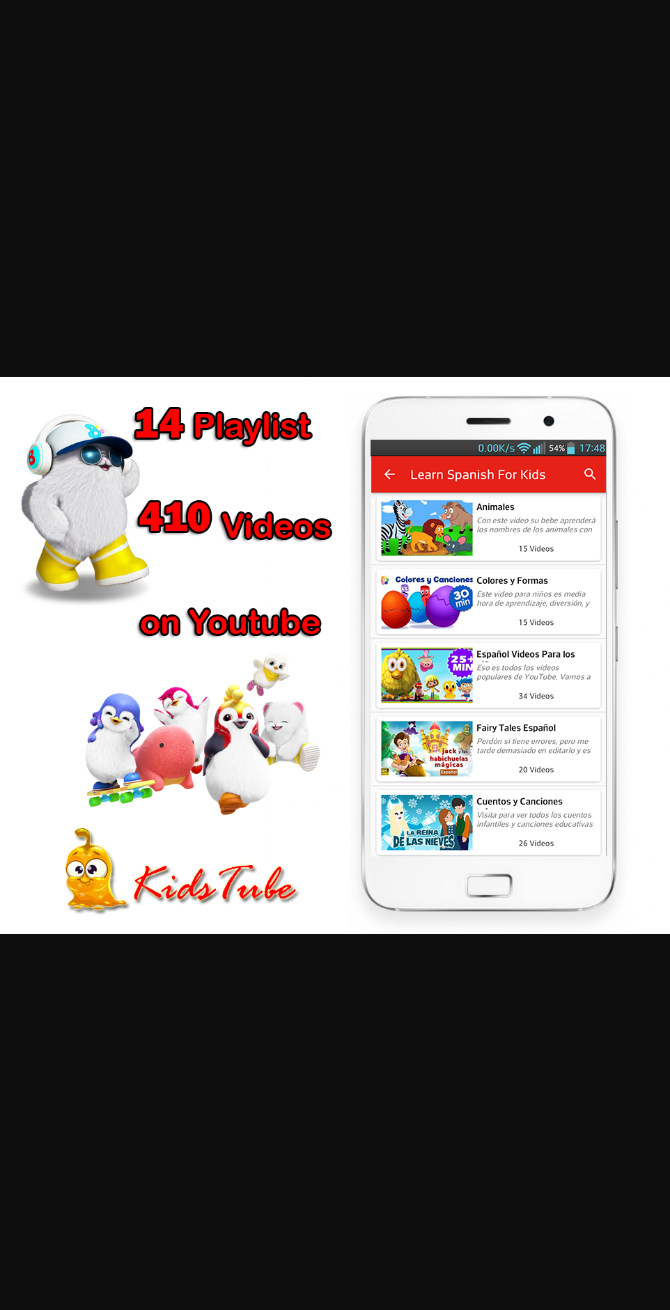 14 Playlist
410 Videos
on Youtube
KidsTube
0.00K/s 54% 17:48
Learn Spanish For Kids
Animales
Con este video su bebe aprenderá
los nombres de los animales con
15 Videos
Colores y Canciones
30
min
Colores y Formas
Este video para niños es media
hora de aprendizaje, diversión, y
15 Videos
25+
MIN
Español Videos Para los
Eso es todos los videos
populares de YouTube. Vamos a
34 Videos
jack y las
habichuelas
mágicas
Español
Fairy Tales Español
Perdón si tiene errores, pero me
tarde demasiado en editarlo y es
20 Videos
LA REINA
DE LAS NIEVES
Cuentos y Canciones
Visita para ver todos los cuentos
infantiles y canciones educativas
26 Videos